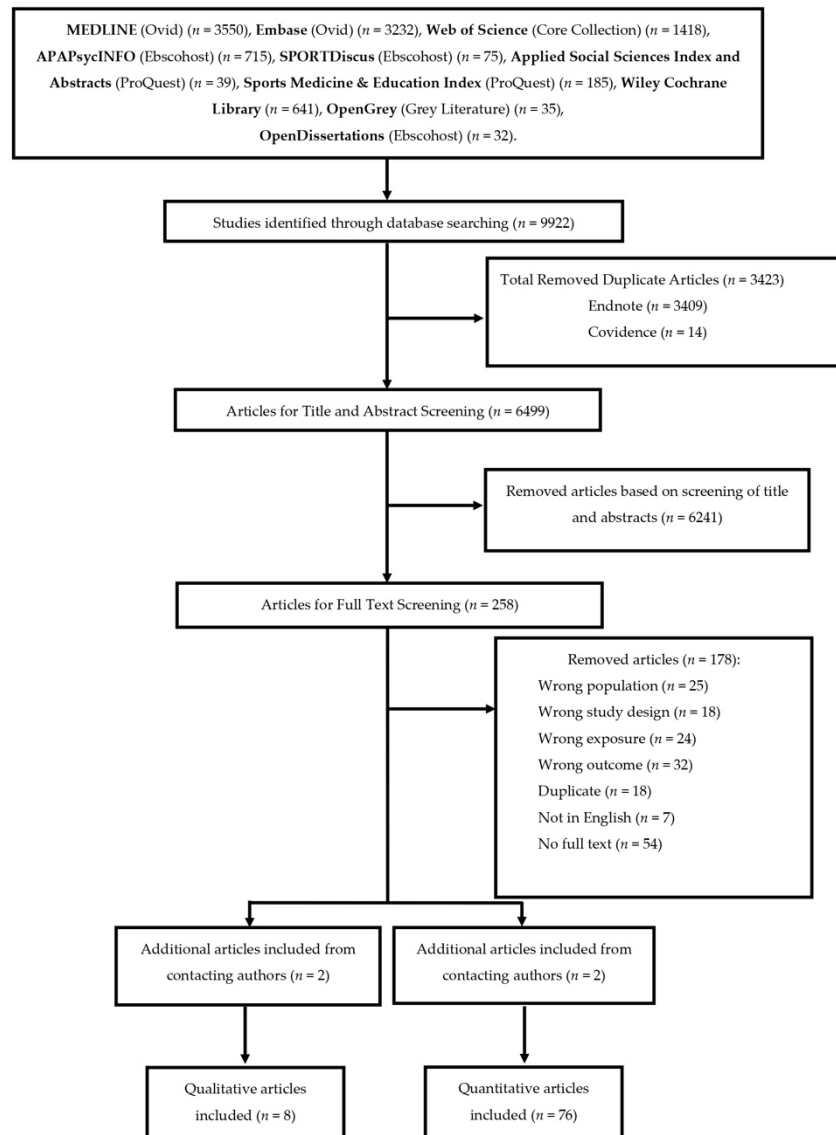 MEDLINE (Ovid) (n = 3550), Embase (Ovid) (n = 3232), Web of Science (Core Collection) (n = 1418),
APAPsycINFO (Ebscohost) (n = 715), SPORTDiscus (Ebscohost) (n = 75), Applied Social Sciences Index and
Abstracts (ProQuest) (n = 39), Sports Medicine & Education Index (ProQuest) (n = 185), Wiley Cochrane
Library (n = 641), OpenGrey (Grey Literature) (n = 35),
OpenDissertations (Ebscohost) (n = 32).
Studies identified through database searching (n = 9922)
Total Removed Duplicate Articles (n = 3423)
Endnote (n = 3409)
Covidence (n = 14)
Articles for Title and Abstract Screening (n = 6499)
Removed articles based on screening of title
and abstracts (n = 6241)
Articles for Full Text Screening (n = 258)
Removed articles (n = 178):
Wrong population (n = 25)
Wrong study design (n = 18)
Wrong exposure (n = 24)
Wrong outcome (n = 32)
Duplicate (n = 18)
Not in English (n = 7)
No full text (n = 54)
Additional articles included from
contacting authors (n = 2)
Additional articles included from
contacting authors (n = 2)
Qualitative articles
included (n = 8)
Quantitative articles
included (n = 76)